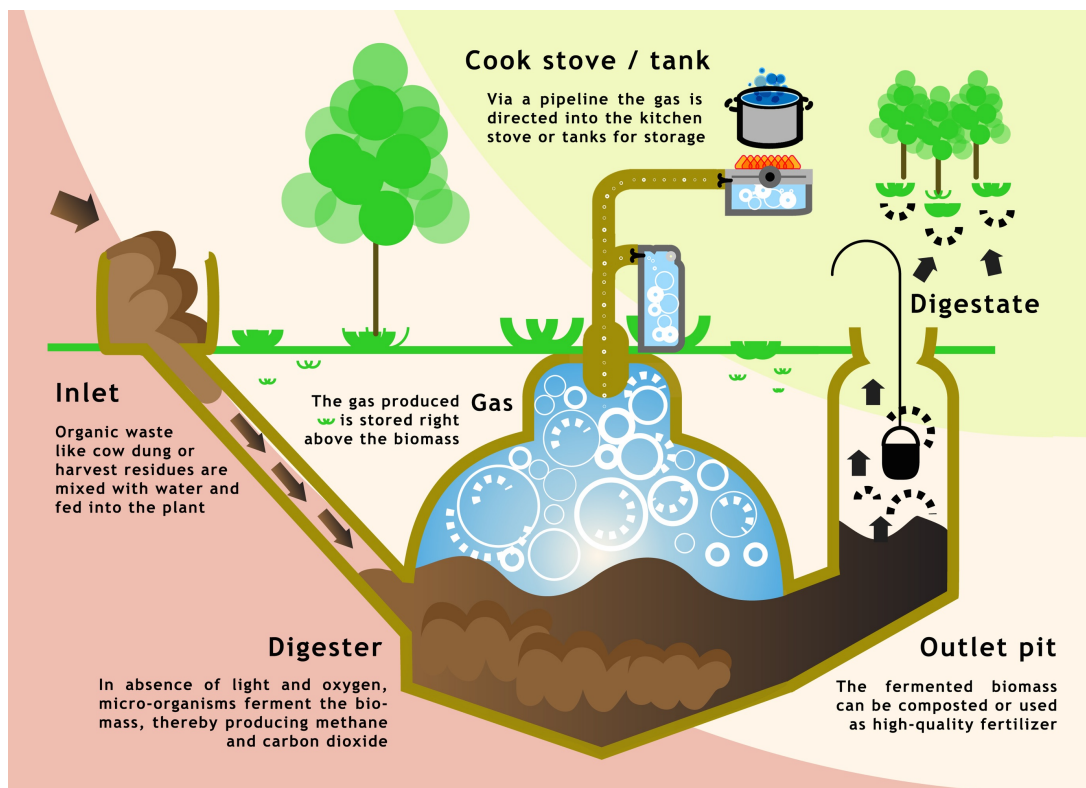 Cook stove / tank
Via a pipeline the gas is
directed into the kitchen
stove or tanks for storage
Digestate
Inlet
Organic waste
like cow dung or
harvest residues are
mixed with water and
fed into the plant
The gas produced
is stored right
above the biomass
Gas
Digester
In absence of light and oxygen,
micro-organisms ferment the bio-
mass, thereby producing methane
and carbon dioxide
Outlet pit
The fermented biomass
can be composted or used
as high-quality fertilizer